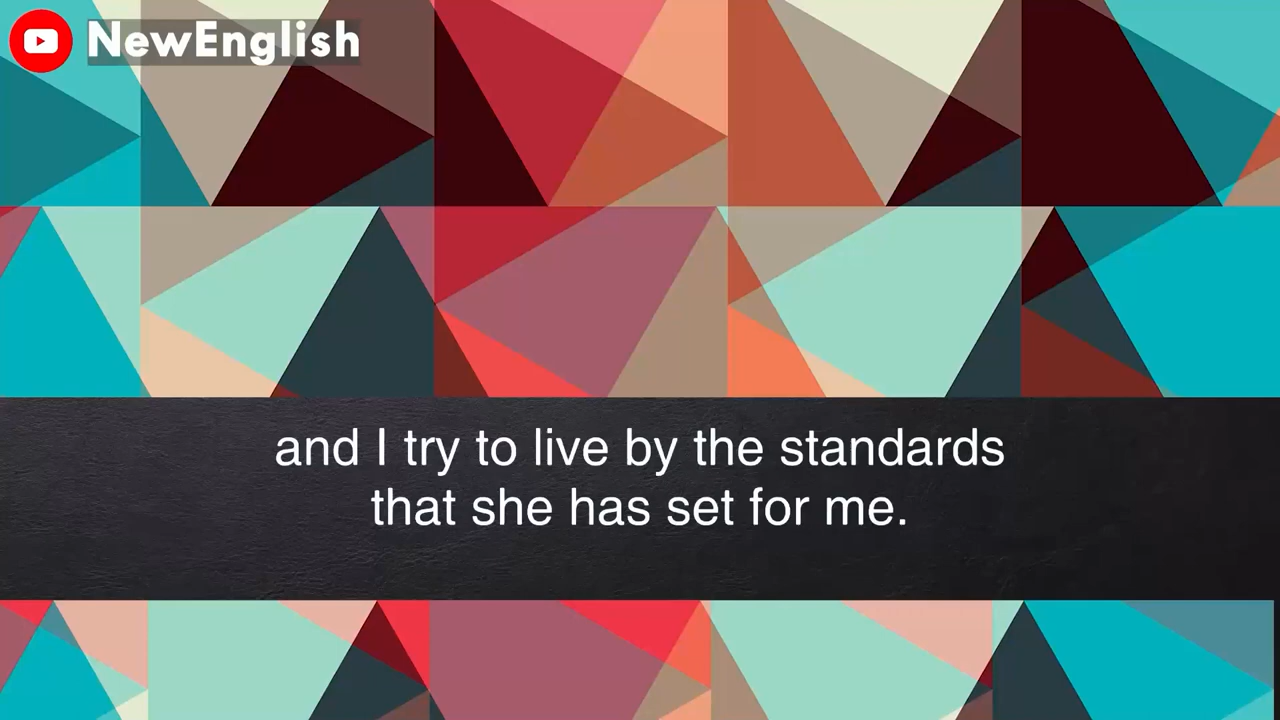 NewEnglish
and I try to live by the standards
that she has set for me.